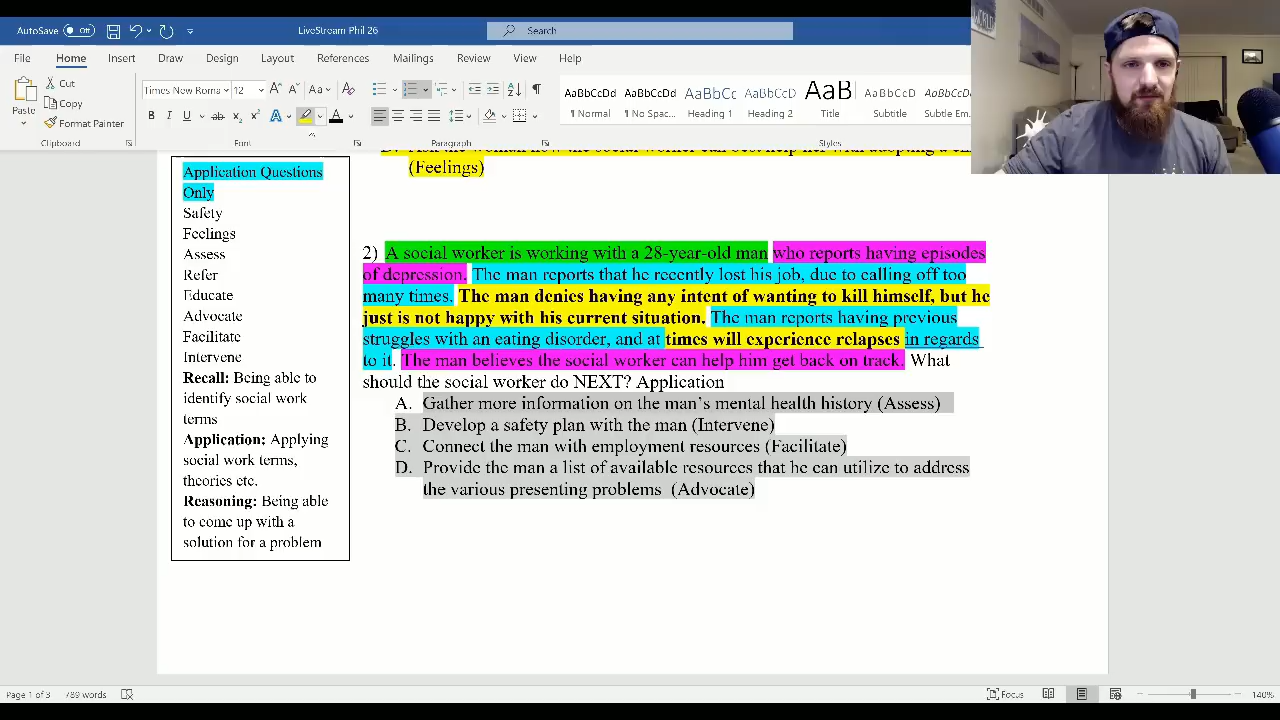 AutoSave Off LiveStream Phil 26 Search
File Home Insert Draw Design Layout References Mailings Review View Help
Paste Cut Copy Format Painter
Times New Roma 12
AaBbCcDd AaBbCcDd AaBbCc AaBbCcD AaB AaBbCcD AaBbCcDd
¶ Normal ¶ No Spac... Heading 1 Heading 2 Title Subtitle Subtle Em...
Clipboard Font Paragraph Styles
(Feelings)
Application Questions
Only
Safety
Feelings
Assess
Refer
Educate
Advocate
Facilitate
Intervene
Recall: Being able to
identify social work
terms
Application: Applying
social work terms,
theories etc.
Reasoning: Being able
to come up with a
solution for a problem
2) A social worker is working with a 28-year-old man who reports having episodes
of depression. The man reports that he recently lost his job, due to calling off too
many times. The man denies having any intent of wanting to kill himself, but he
just is not happy with his current situation. The man reports having previous
struggles with an eating disorder, and at times will experience relapses in regards
to it. The man believes the social worker can help him get back on track. What
should the social worker do NEXT? Application
A. Gather more information on the man’s mental health history (Assess)
B. Develop a safety plan with the man (Intervene)
C. Connect the man with employment resources (Facilitate)
D. Provide the man a list of available resources that he can utilize to address
the various presenting problems (Advocate)
Page 1 of 3 789 words Focus 140%